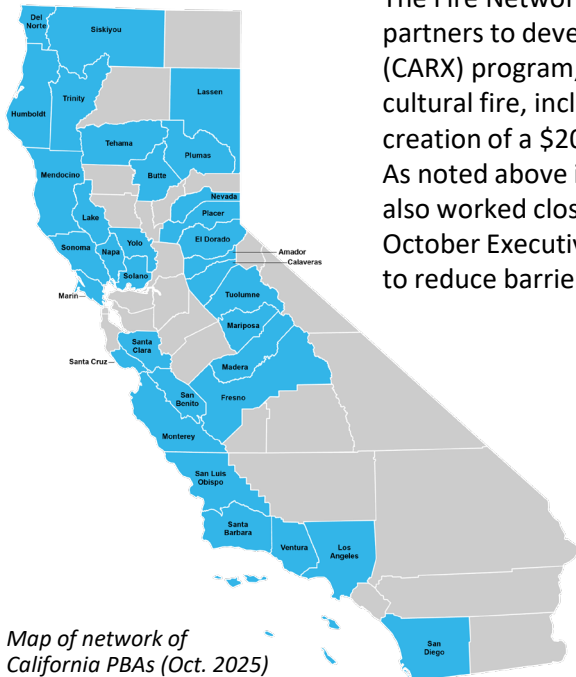 The Fire Network
partners to deve
(CARX) program,
cultural fire, incl
creation of a $20
As noted above i
also worked clos
October Executiv
to reduce barrie
Del
Norte
Siskiyou
Trinity
Humboldt
Lassen
Tehama
Plumas
Butte
Mendocino
Nevada
Placer
Lake
El Dorado
Yolo
Sonoma
Napa
Amador
Calaveras
Solano
Marin
Tuolumne
Mariposa
Santa
Clara
Santa Cruz
Madera
San
Benito
Fresno
Monterey
San Luis
Obispo
Santa
Barbara
Ventura
Los
Angeles
San
Diego
Map of network of
California PBAs (Oct. 2025)